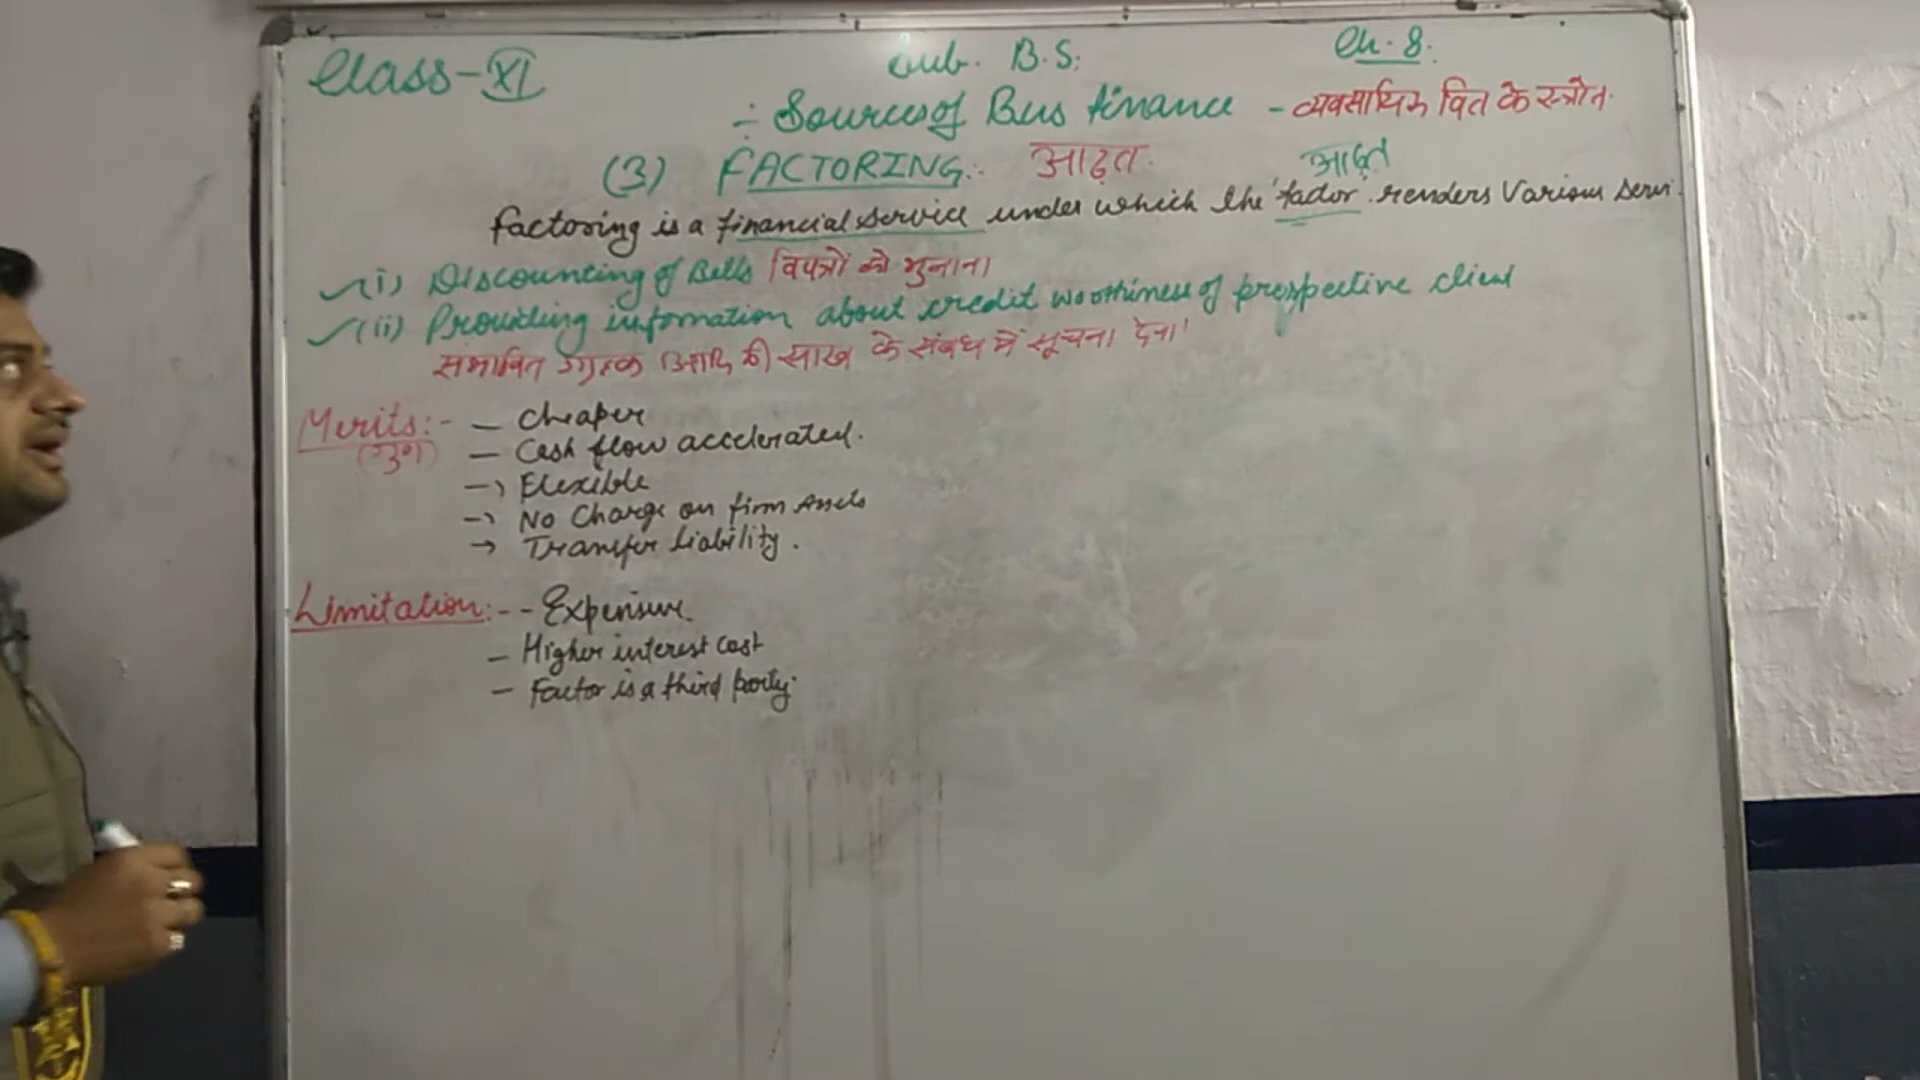 Class-XI
Sub. B.S.
Ch. 8.
:- Sources of Bus finance - व्यवसायिक वित के स्त्रोत.
(3) FACTORING:. आढ़त. आढ़त
Factoring is a financial service under which the 'factor' renders Various Servi.
(i) Discounting of Bills विपत्रों को भुनाना।
(ii) Providing information about credit woothiness of prospective client
संभावित ग्राहक आदि की साख के संबंध में सूचना देना।
Merits:- - Cheaper
(गुण)
- Cash flow accelerated.
-> Flexible
-> No Charge on firm Assets
-> Transfer liability.
Limitation:- - Expensive.
- Higher interest cost
- Factor is a third party.